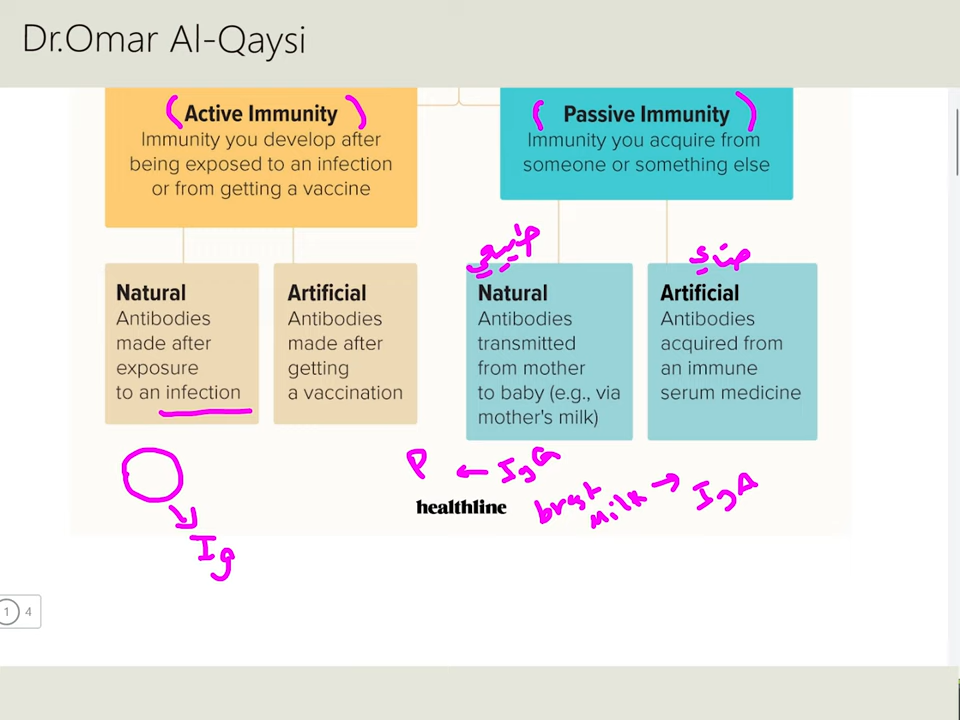 Dr.Omar Al-Qaysi
Active Immunity
Immunity you develop after
being exposed to an infection
or from getting a vaccine
Passive Immunity
Immunity you acquire from
someone or something else
Natural
Antibodies
made after
exposure
to an infection
Artificial
Antibodies
made after
getting
a vaccination
Natural
Antibodies
transmitted
from mother
to baby (e.g., via
mother's milk)
Artificial
Antibodies
acquired from
an immune
serum medicine
P ← IgG
brest
milk → IgA
healthline
Ig
1 4